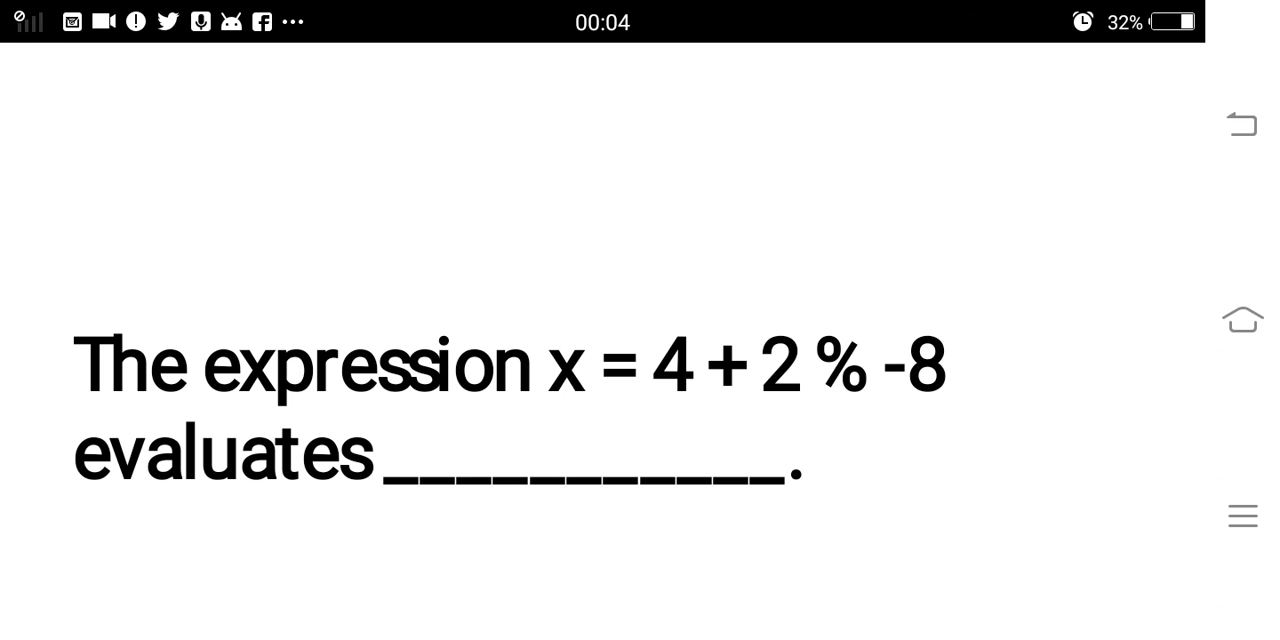 00:04 32%
The expression x = 4 + 2 % -8
evaluates ___________.